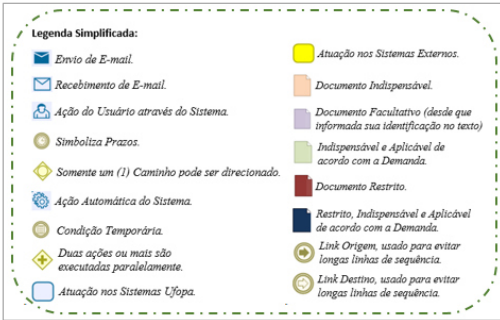 Legenda Simplificada:
Envio de E-mail.
Recebimento de E-mail.
Ação do Usuário através do Sistema.
Simboliza Prazos.
Somente um (1) Caminho pode ser direcionado.
Ação Automática do Sistema.
Condição Temporária.
Duas ações ou mais são
executadas paralelamente.
Atuação nos Sistemas Ufopa.
Atuação nos Sistemas Externos.
Documento Indispensável.
Documento Facultativo (desde que
informada sua identificação no texto)
Indispensável e Aplicável de
acordo com a Demanda.
Documento Restrito.
Restrito, Indispensável e Aplicável
de acordo com a Demanda.
Link Origem, usado para evitar
longas linhas de sequência.
Link Destino, usado para evitar
longas linhas de sequência.